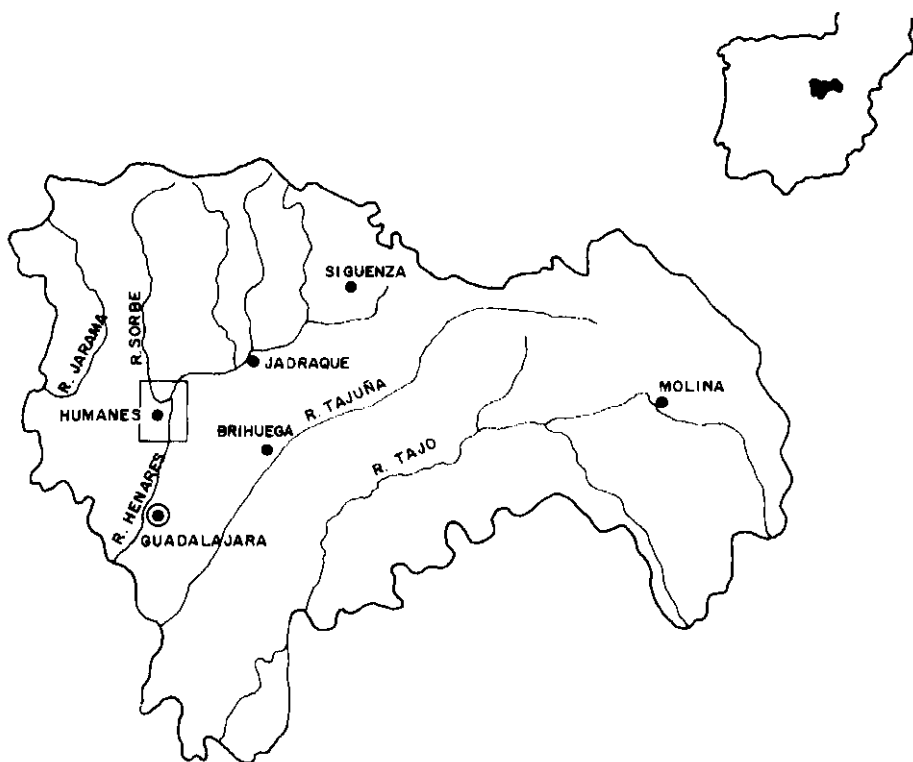 SIGUENZA
R. JARAMA
R. SORBE
JADRAQUE
R. TAJUÑA
MOLINA
HUMANES
BRIHUEGA
R. TAJO
R. HENARES
GUADALAJARA